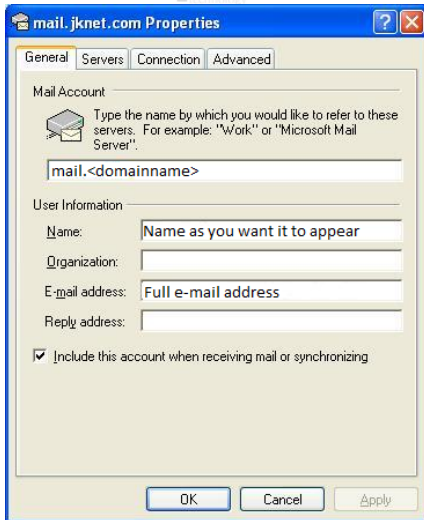 mail.jknet.com Properties
General Servers Connection Advanced
Mail Account
Type the name by which you would like to refer to these
servers. For example: "Work" or "Microsoft Mail
Server".
mail.<domainname>
User Information
Name: Name as you want it to appear
Organization:
E-mail address: Full e-mail address
Reply address:
Include this account when receiving mail or synchronizing
OK Cancel Apply